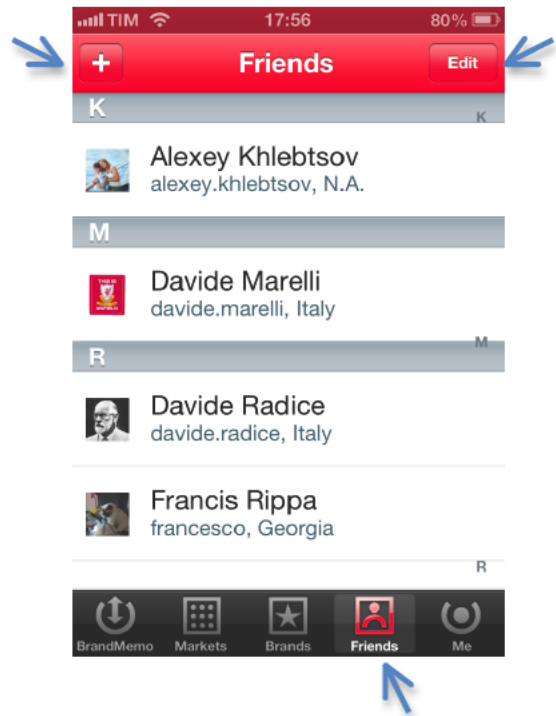 TIM 17:56 80%
+ Friends Edit
K
K
Alexey Khlebtsov
alexey.khlebtsov, N.A.
M
Davide Marelli
davide.marelli, Italy
M
R
Davide Radice
davide.radice, Italy
Francis Rippa
francesco, Georgia
R
BrandMemo Markets Brands Friends Me